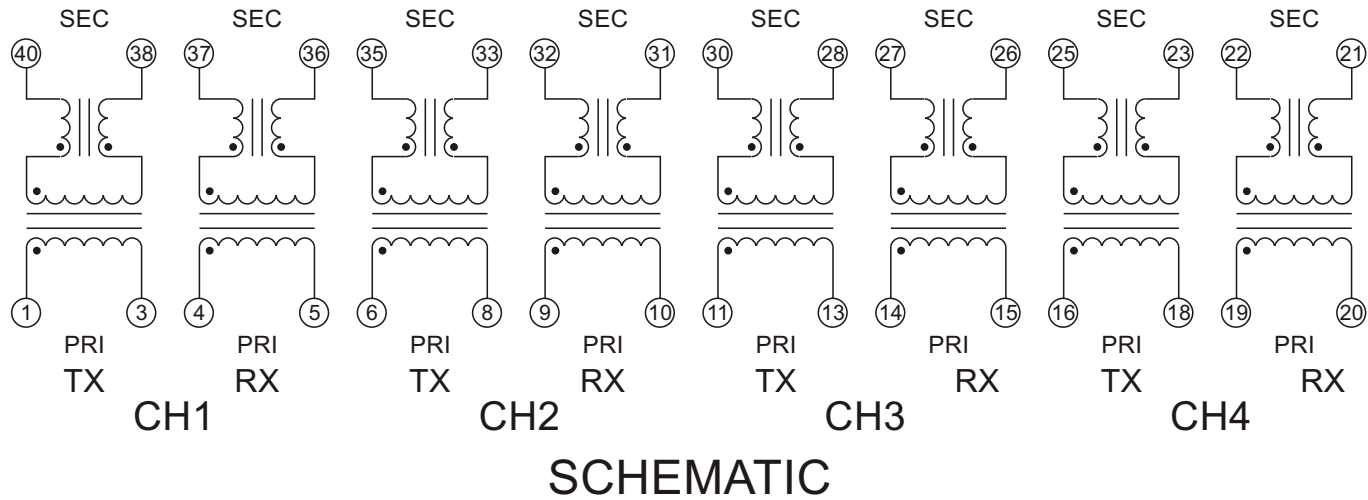 SEC SEC SEC SEC SEC SEC SEC SEC
40 38 37 36 35 33 32 31 30 28 27 26 25 23 22 21
1 3 4 5 6 8 9 10 11 13 14 15 16 18 19 20
PRI PRI PRI PRI PRI PRI PRI PRI
TX RX TX RX TX RX TX RX
CH1 CH2 CH3 CH4
SCHEMATIC